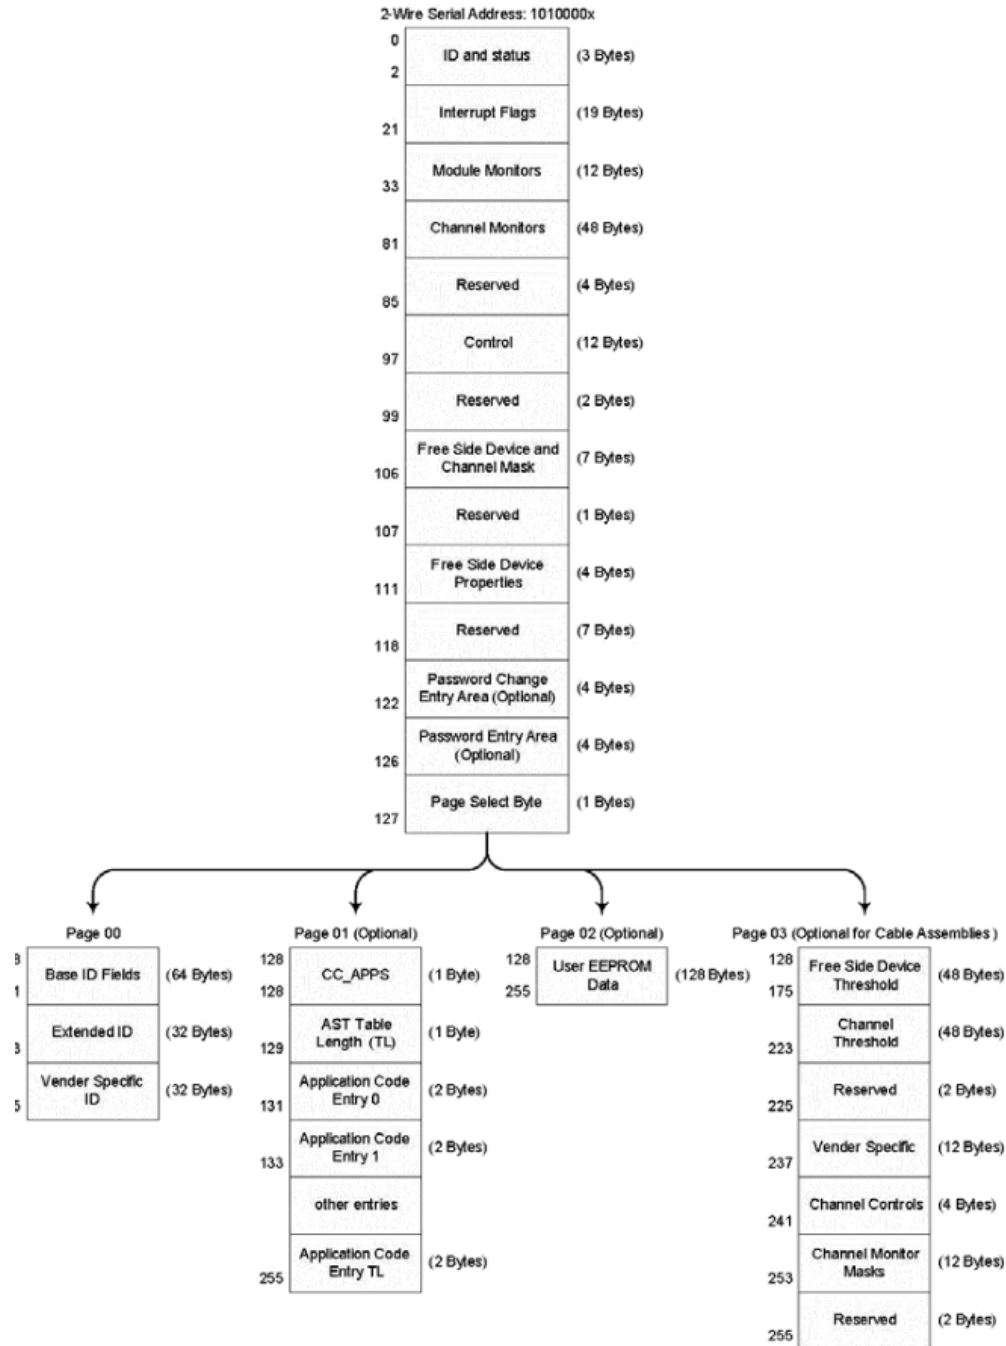 2-Wire Serial Address: 1010000x
0
ID and status (3 Bytes)
2
Interrupt Flags (19 Bytes)
21
Module Monitors (12 Bytes)
33
Channel Monitors (48 Bytes)
81
Reserved (4 Bytes)
85
Control (12 Bytes)
97
Reserved (2 Bytes)
99
Free Side Device and
Channel Mask (7 Bytes)
106
Reserved (1 Bytes)
107
Free Side Device
Properties (4 Bytes)
111
Reserved (7 Bytes)
118
Password Change
Entry Area (Optional) (4 Bytes)
122
Password Entry Area
(Optional) (4 Bytes)
126
Page Select Byte (1 Bytes)
127
Page 00
8
Base ID Fields (64 Bytes)
1
Extended ID (32 Bytes)
3
Vender Specific
ID (32 Bytes)
5
Page 01 (Optional)
128
CC_APPS (1 Byte)
128
AST Table
Length (TL) (1 Byte)
129
Application Code
Entry 0 (2 Bytes)
131
Application Code
Entry 1 (2 Bytes)
133
other entries
Application Code
Entry TL (2 Bytes)
255
Page 02 (Optional)
128
User EEPROM
Data (128 Bytes)
255
Page 03 (Optional for Cable Assemblies)
128
Free Side Device
Threshold (48 Bytes)
175
Channel
Threshold (48 Bytes)
223
Reserved (2 Bytes)
225
Vender Specific (12 Bytes)
237
Channel Controls (4 Bytes)
241
Channel Monitor
Masks (12 Bytes)
253
Reserved (2 Bytes)
255